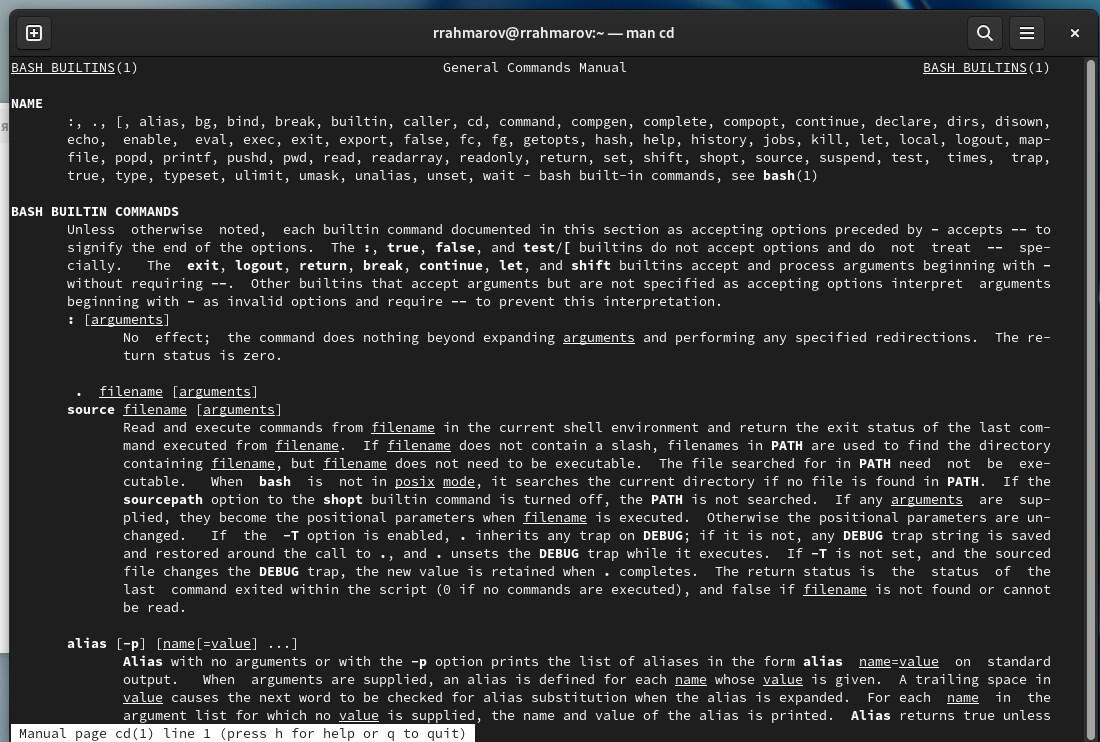 rrahmarov@rrahmarov:~ — man cd
BASH BUILTINS(1) General Commands Manual BASH BUILTINS(1)
NAME
:, ., [, alias, bg, bind, break, builtin, caller, cd, command, compgen, complete, compopt, continue, declare, dirs, disown,
echo, enable, eval, exec, exit, export, false, fc, fg, getopts, hash, help, history, jobs, kill, let, local, logout, map-
file, popd, printf, pushd, pwd, read, readarray, readonly, return, set, shift, shopt, source, suspend, test, times, trap,
true, type, typeset, ulimit, umask, unalias, unset, wait - bash built-in commands, see bash(1)
BASH BUILTIN COMMANDS
Unless otherwise noted, each builtin command documented in this section as accepting options preceded by - accepts -- to
signify the end of the options. The :, true, false, and test/[ builtins do not accept options and do not treat -- spe-
cially. The exit, logout, return, break, continue, let, and shift builtins accept and process arguments beginning with -
without requiring --. Other builtins that accept arguments but are not specified as accepting options interpret arguments
beginning with - as invalid options and require -- to prevent this interpretation.
: [arguments]
No effect; the command does nothing beyond expanding arguments and performing any specified redirections. The re-
turn status is zero.
. filename [arguments]
source filename [arguments]
Read and execute commands from filename in the current shell environment and return the exit status of the last com-
mand executed from filename. If filename does not contain a slash, filenames in PATH are used to find the directory
containing filename, but filename does not need to be executable. The file searched for in PATH need not be exe-
cutable. When bash is not in posix mode, it searches the current directory if no file is found in PATH. If the
sourcepath option to the shopt builtin command is turned off, the PATH is not searched. If any arguments are sup-
plied, they become the positional parameters when filename is executed. Otherwise the positional parameters are un-
changed. If the -T option is enabled, . inherits any trap on DEBUG; if it is not, any DEBUG trap string is saved
and restored around the call to ., and . unsets the DEBUG trap while it executes. If -T is not set, and the sourced
file changes the DEBUG trap, the new value is retained when . completes. The return status is the status of the
last command exited within the script (0 if no commands are executed), and false if filename is not found or cannot
be read.
alias [-p] [name[=value] ...]
Alias with no arguments or with the -p option prints the list of aliases in the form alias name=value on standard
output. When arguments are supplied, an alias is defined for each name whose value is given. A trailing space in
value causes the next word to be checked for alias substitution when the alias is expanded. For each name in the
argument list for which no value is supplied, the name and value of the alias is printed. Alias returns true unless
Manual page cd(1) line 1 (press h for help or q to quit)